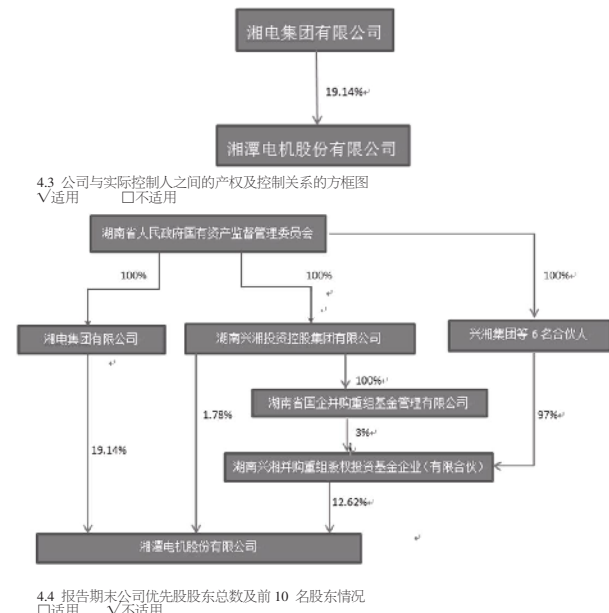 湘电集团有限公司
19.14%
湘潭电机股份有限公司
4.3 公司与实际控制人之间的产权及控制关系的方框图
√适用 □不适用
湖南省人民政府国有资产监督管理委员会
100%
100%
100%
湘电集团有限公司
湖南兴湘投资控股集团有限公司
兴湘集团等 6 名合伙人
100%
湖南省国企并购重组基金管理有限公司
1.78%
97%
3%
19.14%
湖南兴湘并购重组股权投资基金企业（有限合伙）
12.62%
湘潭电机股份有限公司
4.4 报告期末公司优先股股东总数及前 10 名股东情况
□适用 √不适用